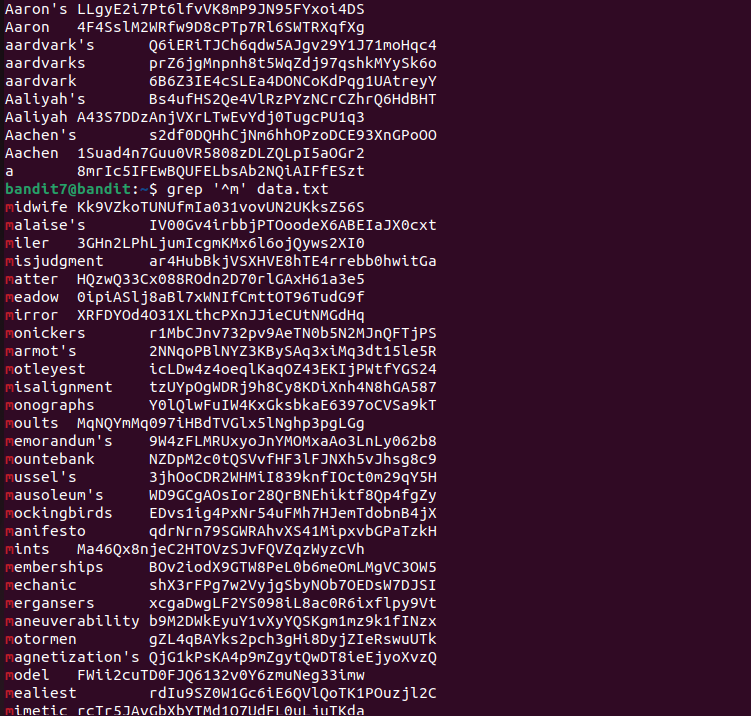 Aaron's LLgyE2i7Pt6lfvVK8mP9JN95FYxoi4DS
Aaron   4F4SslM2WRfw9D8cPTp7Rl6SWTRXqfXg
aardvark's      Q6iERiTJCh6qdw5AJgv29Y1J71moHqc4
aardvarks       prZ6jgMnpnh8t5WqZdj97qshkMYySk6o
aardvark        6B6Z3IE4cSLEa4DONCoKdPqg1UAtreyY
Aaliyah's       Bs4ufHS2Qe4VlRzPYzNCrCZhrQ6HdBHT
Aaliyah A43S7DDzAnjVXrLTwEvYdj0TugcPU1q3
Aachen's        s2df0DQHhCjNm6hhOPzoDCE93XnGPoOO
Aachen  1Suad4n7Guu0VR5808zDLZQLpI5aOGr2
a       8mrIc5IFEwBQUFELbsAb2NQiAIFfESzt
bandit7@bandit:~$ grep '^m' data.txt
midwife Kk9VZkoTUNUfmIa031vovUN2UKksZ56S
malaise's       IV00Gv4irbbjPTOoodeX6ABEIaJX0cxt
miler   3GHn2LPhLjumIcgmKMx6l6ojQyws2XI0
misjudgment     ar4HubBkjVSXHVE8hTE4rrebb0hwitGa
matter  HQzwQ33Cx088ROdn2D70rlGAxH61a3e5
meadow  0ipiASlj8aBl7xWNIfCmttOT96TudG9f
mirror  XRFDYOd4O31XLthcPXnJJieCUtNMGdHq
monickers       r1MbCJnv732pv9AeTN0b5N2MJnQFTjPS
marmot's        2NNqoPBlNYZ3KBySAq3xiMq3dt15le5R
motleyest       icLDw4z4oeqlKaqOZ43EKIjPWtfYGS24
misalignment    tzUYpOgWDRj9h8Cy8KDiXnh4N8hGA587
monographs      Y0lQlwFuIW4KxGksbkaE6397oCVSa9kT
moults  MqNQYmMq097iHBdTVGlx5lNghp3pgLGg
memorandum's    9W4zFLMRUxyoJnYMOMxaAo3LnLy062b8
mountebank      NZDpM2c0tQSVvfHF3lFJNXh5vJhsg8c9
mussel's        3jhOoCDR2WHMiI839knfIOct0m29qY5H
mausoleum's     WD9GCgAOsIor28QrBNEhiktf8Qp4fgZy
mockingbirds    EDvs1ig4PxNr54uFMh7HJemTdobnB4jX
manifesto       qdrNrn79SGWRAhvXS41MipxvbGPaTzkH
mints   Ma46Qx8njeC2HTOVzSJvFQVZqzWyzcVh
memberships     BOv2iodX9GTW8PeL0b6meOmLMgVC3OW5
mechanic        shX3rFPg7w2VyjgSbyNOb7OEDsW7DJSI
mergansers      xcgaDwgLF2YS098iL8ac0R6ixflpy9Vt
maneuverability b9M2DWkEyuY1vXyYQSKgm1mz9k1fINzx
motormen        gZL4qBAYks2pch3gHi8DyjZIeRswuUTk
magnetization's QjG1kPsKA4p9mZgytQwDT8ieEjyoXvzQ
model   FWii2cuTD0FJQ6132v0Y6zmuNeg33imw
mealiest        rdIu9SZ0W1Gc6iE6QVlQoTK1POuzjl2C
mimetic rcTr5JAvGbXbYTMd1O7UdFL0uLjuTKda